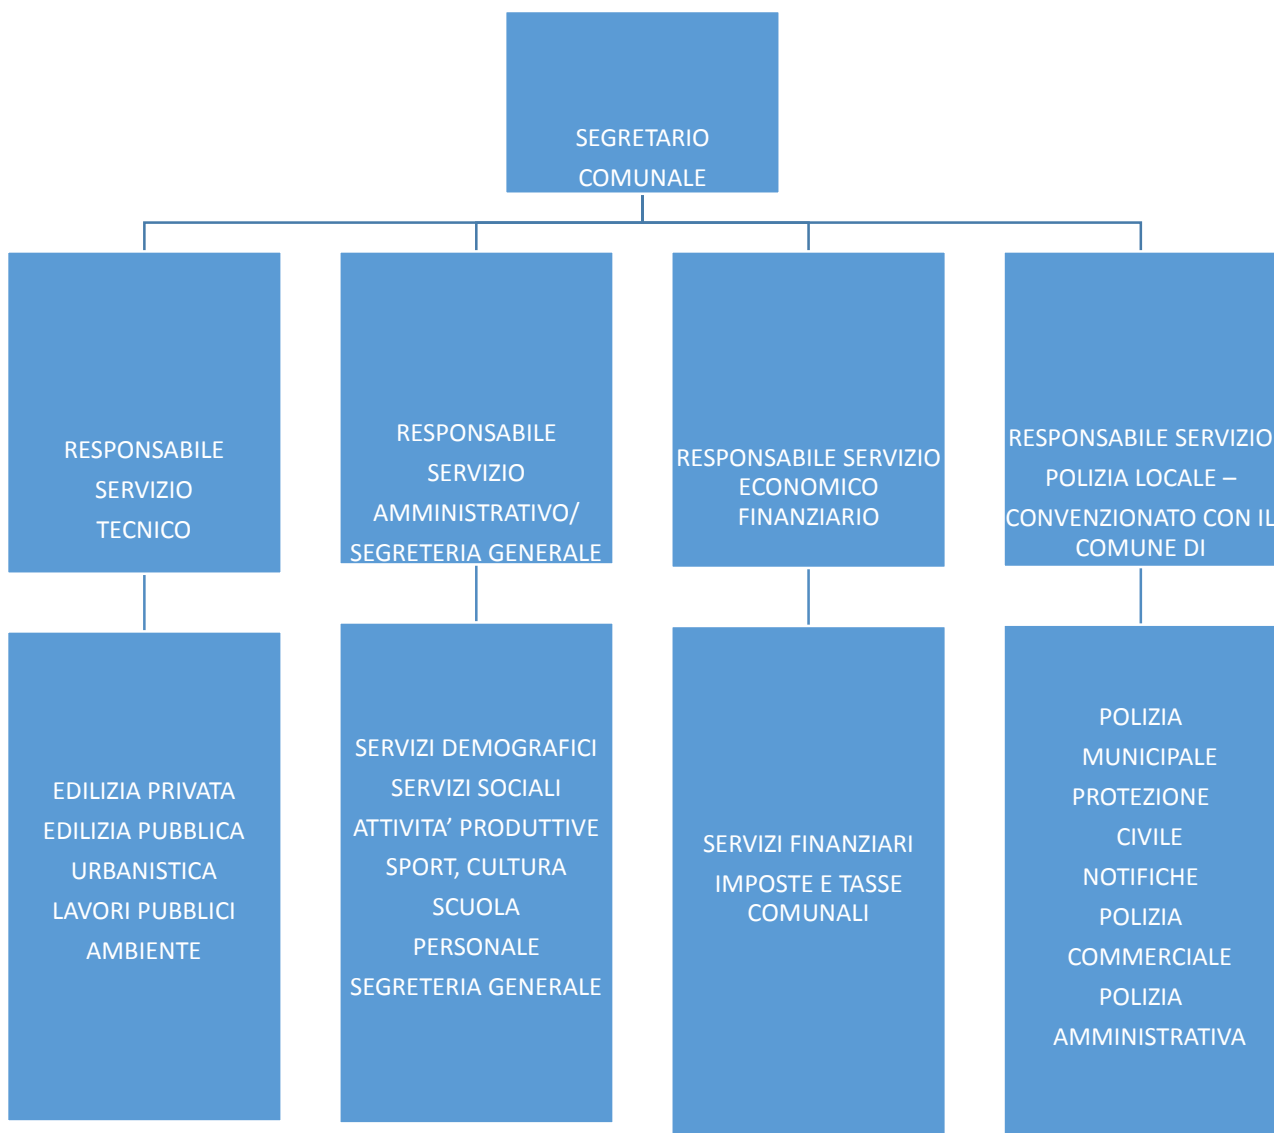 SEGRETARIO
COMUNALE
RESPONSABILE
SERVIZIO
TECNICO
RESPONSABILE
SERVIZIO
AMMINISTRATIVO/
SEGRETERIA GENERALE
RESPONSABILE SERVIZIO
ECONOMICO
FINANZIARIO
RESPONSABILE SERVIZIO
POLIZIA LOCALE –
CONVENZIONATO CON IL
COMUNE DI
EDILIZIA PRIVATA
EDILIZIA PUBBLICA
URBANISTICA
LAVORI PUBBLICI
AMBIENTE
SERVIZI DEMOGRAFICI
SERVIZI SOCIALI
ATTIVITA’ PRODUTTIVE
SPORT, CULTURA
SCUOLA
PERSONALE
SEGRETERIA GENERALE
SERVIZI FINANZIARI
IMPOSTE E TASSE
COMUNALI
POLIZIA
MUNICIPALE
PROTEZIONE
CIVILE
NOTIFICHE
POLIZIA
COMMERCIALE
POLIZIA
AMMINISTRATIVA